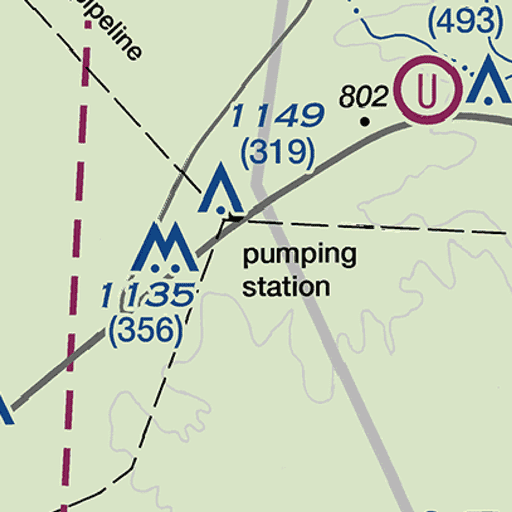 pipeline
(493)
U
802
1149
(319)
pumping
station
1135
(356)